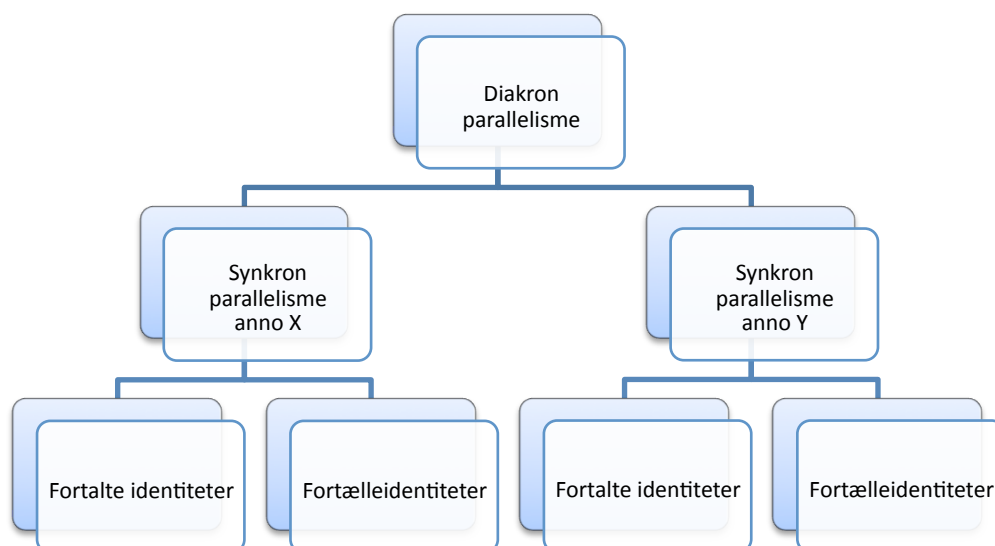 Diakron
parallelisme
Synkron
parallelisme
anno X
Synkron
parallelisme
anno Y
Fortalte identiteter
Fortælleidentiteter
Fortalte identiteter
Fortælleidentiteter